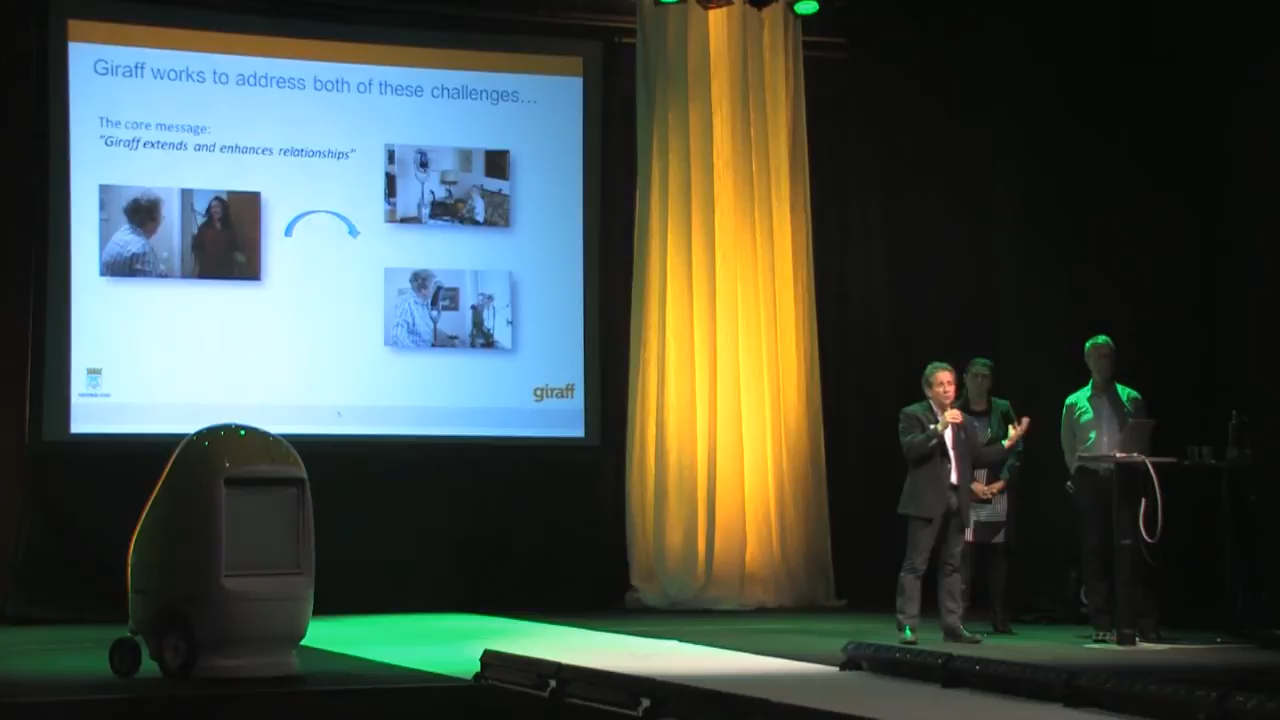 Giraff works to address both of these challenges...
The core message:
"Giraff extends and enhances relationships"
giraff